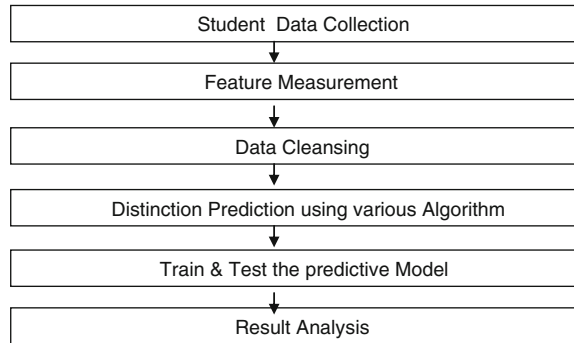 Student Data Collection
Feature Measurement
Data Cleansing
Distinction Prediction using various Algorithm
Train & Test the predictive Model
Result Analysis